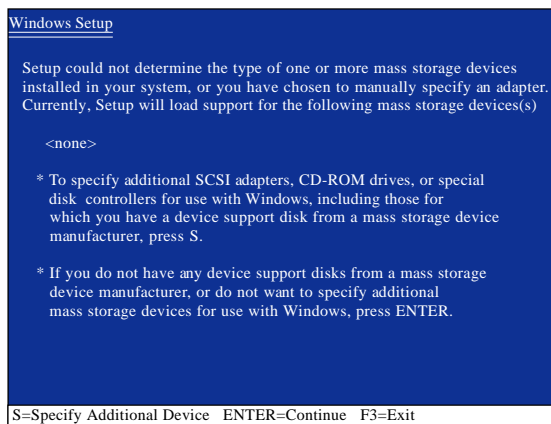 Windows Setup
Setup could not determine the type of one or more mass storage devices
installed in your system, or you have chosen to manually specify an adapter.
Currently, Setup will load support for the following mass storage devices(s)
<none>
* To specify additional SCSI adapters, CD-ROM drives, or special
disk controllers for use with Windows, including those for
which you have a device support disk from a mass storage device
manufacturer, press S.
* If you do not have any device support disks from a mass storage
device manufacturer, or do not want to specify additional
mass storage devices for use with Windows, press ENTER.
S=Specify Additional Device ENTER=Continue F3=Exit